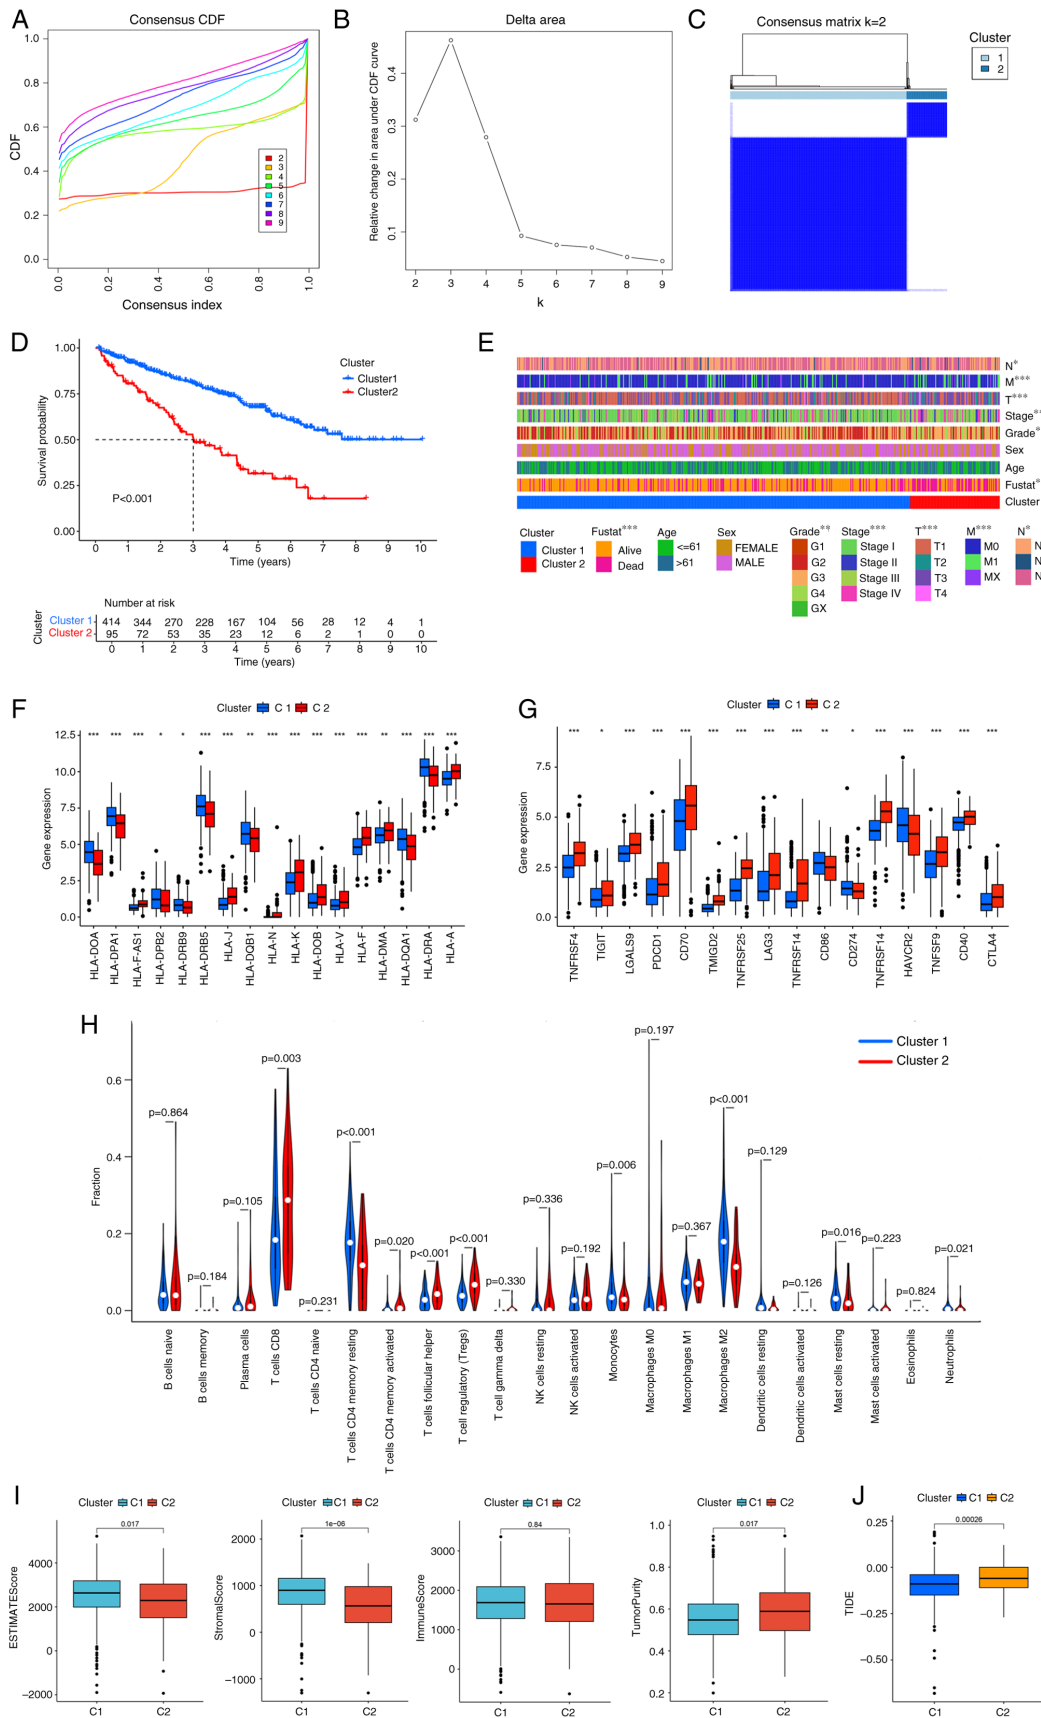 A
Consensus CDF
1.0
0.8
0.6
0.4
0.2
0.0
CDF
2
3
4
5
6
7
8
9
0.0
0.2
0.4
0.6
0.8
1.0
Consensus index
B
Delta area
Relative change in area under CDF curve
0.4
0.3
0.2
0.1
2 3 4 5 6 7 8 9
k
C
Consensus matrix k=2
Cluster
1
2
D
Survival probability
1.00
0.75
0.50
0.25
0.00
Cluster
Cluster1
Cluster2
P<0.001
0 1 2 3 4 5 6 7 8 9 10
Time (years)
Number at risk
Cluster
Cluster 1 414 344 270 228 167 104 56 28 12 4 1
Cluster 2 95 72 53 35 23 12 6 2 1 0 0
0 1 2 3 4 5 6 7 8 9 10
Time (years)
E
N*
M***
T***
Stage**
Grade*
Sex
Age
Fustat*
Cluster
Cluster
Cluster 1
Cluster 2
Fustat***
Alive
Dead
Age
<=61
>61
Sex
FEMALE
MALE
Grade**
G1
G2
G3
G4
GX
Stage***
Stage I
Stage II
Stage III
Stage IV
T***
T1
T2
T3
T4
M***
M0
M1
MX
N*
N
N
N
F
Cluster C 1 C 2
Gene expression
12.5
10.0
7.5
5.0
2.5
0.0
*** *** *** * * *** *** ** *** *** *** *** *** ** *** *** ***
HLA-DOA
HLA-DPA1
HLA-F-AS1
HLA-DPB2
HLA-DRB9
HLA-DRB5
HLA-J
HLA-DQB1
HLA-N
HLA-K
HLA-DOB
HLA-V
HLA-F
HLA-DMA
HLA-DQA1
HLA-DRA
HLA-A
G
Cluster C 1 C 2
Gene expression
7.5
5.0
2.5
0.0
*** * *** *** *** *** *** *** *** ** * *** *** *** *** ***
TNFRSF4
TIGIT
LGALS9
PDCD1
CD70
TMIGD2
TNFRSF25
LAG3
TNFRSF14
CD86
CD274
TNFRSF14
HAVCR2
TNFSF9
CD40
CTLA4
H
Fraction
0.6
0.4
0.2
0.0
Cluster 1
Cluster 2
p=0.864
p=0.184
p=0.105
p=0.003
p=0.231
p<0.001
p=0.020
p<0.001
p<0.001
p=0.330
p=0.336
p=0.192
p=0.006
p=0.197
p=0.367
p<0.001
p=0.129
p=0.126
p=0.016
p=0.223
p=0.824
p=0.021
B cells naive
B cells memory
Plasma cells
T cells CD8
T cells CD4 naive
T cells CD4 memory resting
T cells CD4 memory activated
T cells follicular helper
T cell regulatory (Tregs)
T cell gamma delta
NK cells resting
NK cells activated
Monocytes
Macrophages M0
Macrophages M1
Macrophages M2
Dendritic cells resting
Dendritic cells activated
Mast cells resting
Mast cells activated
Eosinophils
Neutrophils
I
Cluster C1 C2
ESTIMATEScore
4000
2000
0
−2000
0.017
C1 C2
Cluster C1 C2
StromalScore
2000
1000
0
−1000
1e−06
C1 C2
Cluster C1 C2
ImmuneScore
3000
2000
1000
0
0.84
C1 C2
Cluster C1 C2
TumorPurity
1.0
0.8
0.6
0.4
0.2
0.017
C1 C2
J
Cluster C1 C2
TIDE
0.25
0.00
−0.25
−0.50
0.00026
C1 C2